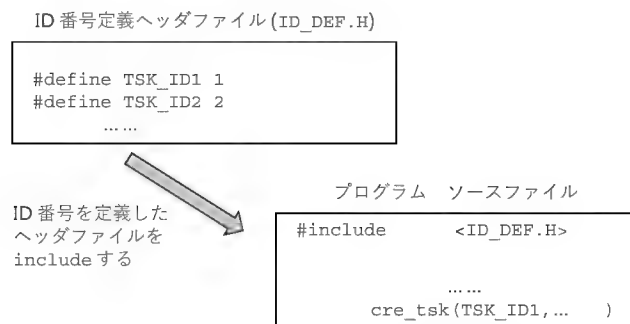 ID 番号定義ヘッダファイル(ID_DEF.H)
#define TSK_ID1 1
#define TSK_ID2 2
……
ID 番号を定義した
ヘッダファイルを
include する
プログラム ソースファイル
#include <ID_DEF.H>
……
cre_tsk(TSK_ID1,… )